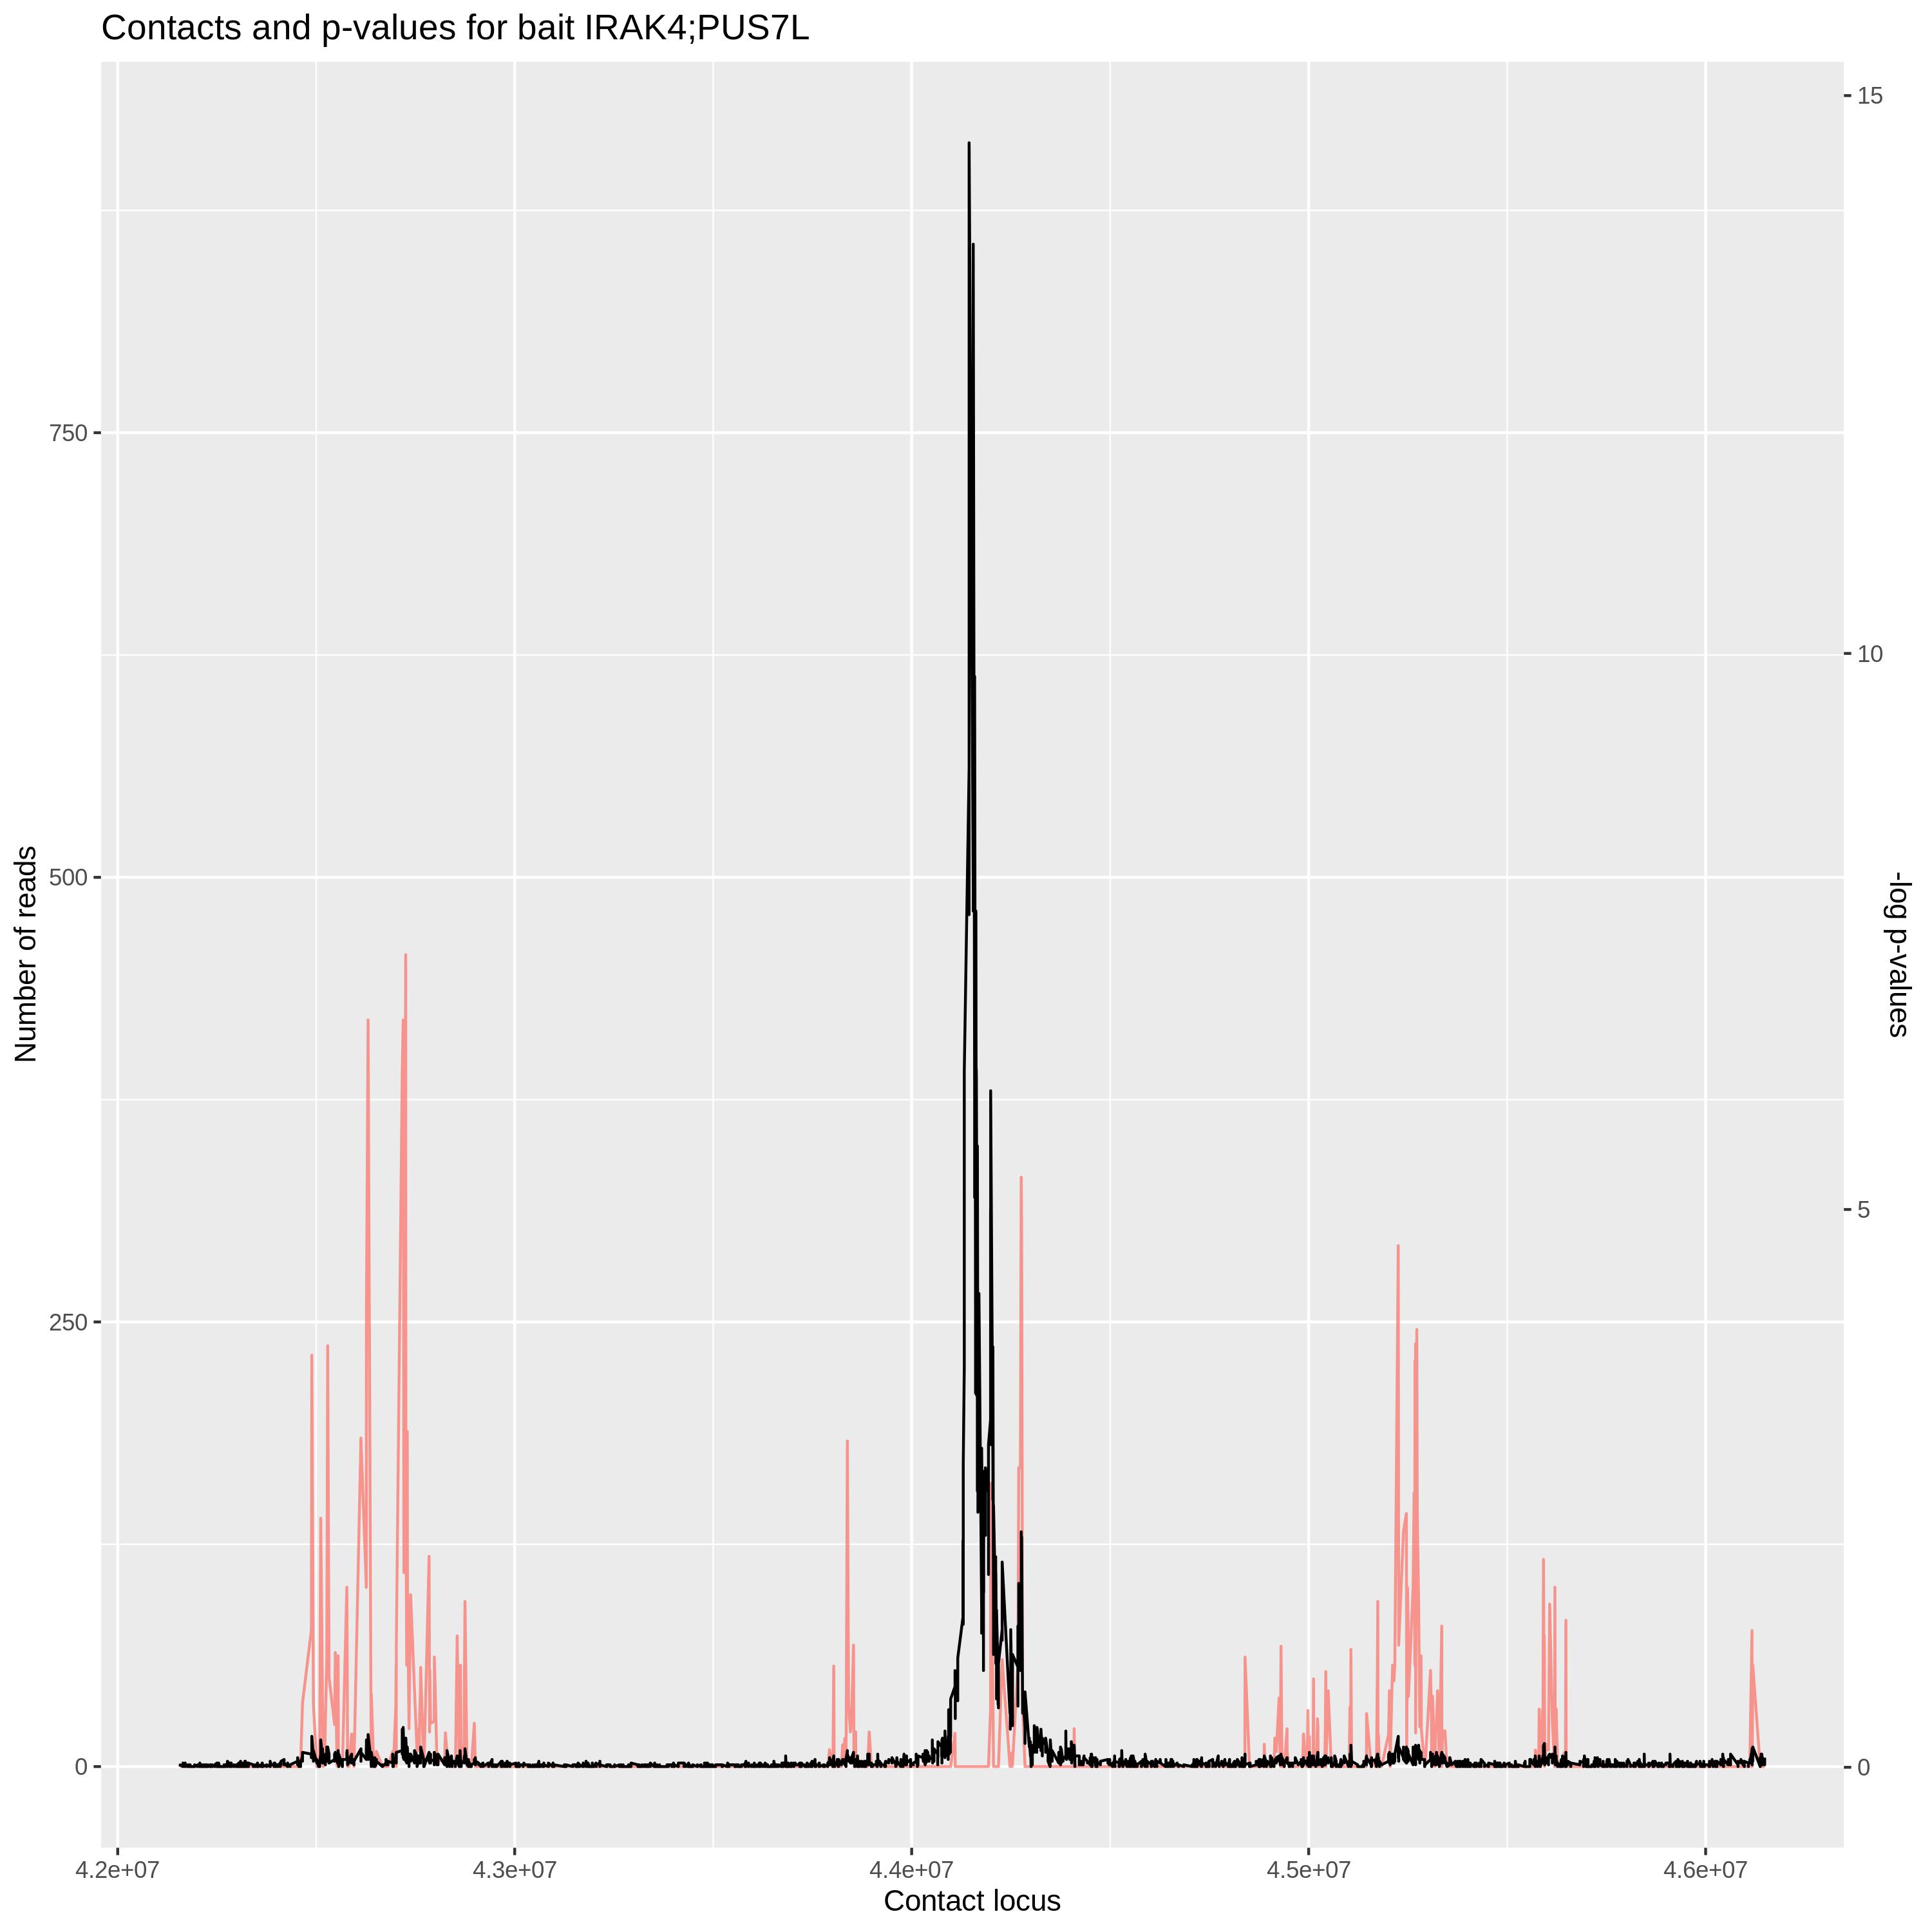 Contacts and p-values for bait IRAK4;PUS7L
15
750
10
500
Number of reads
-log p-values
5
250
0
0
4.2e+07
4.3e+07
4.4e+07
4.5e+07
4.6e+07
Contact locus